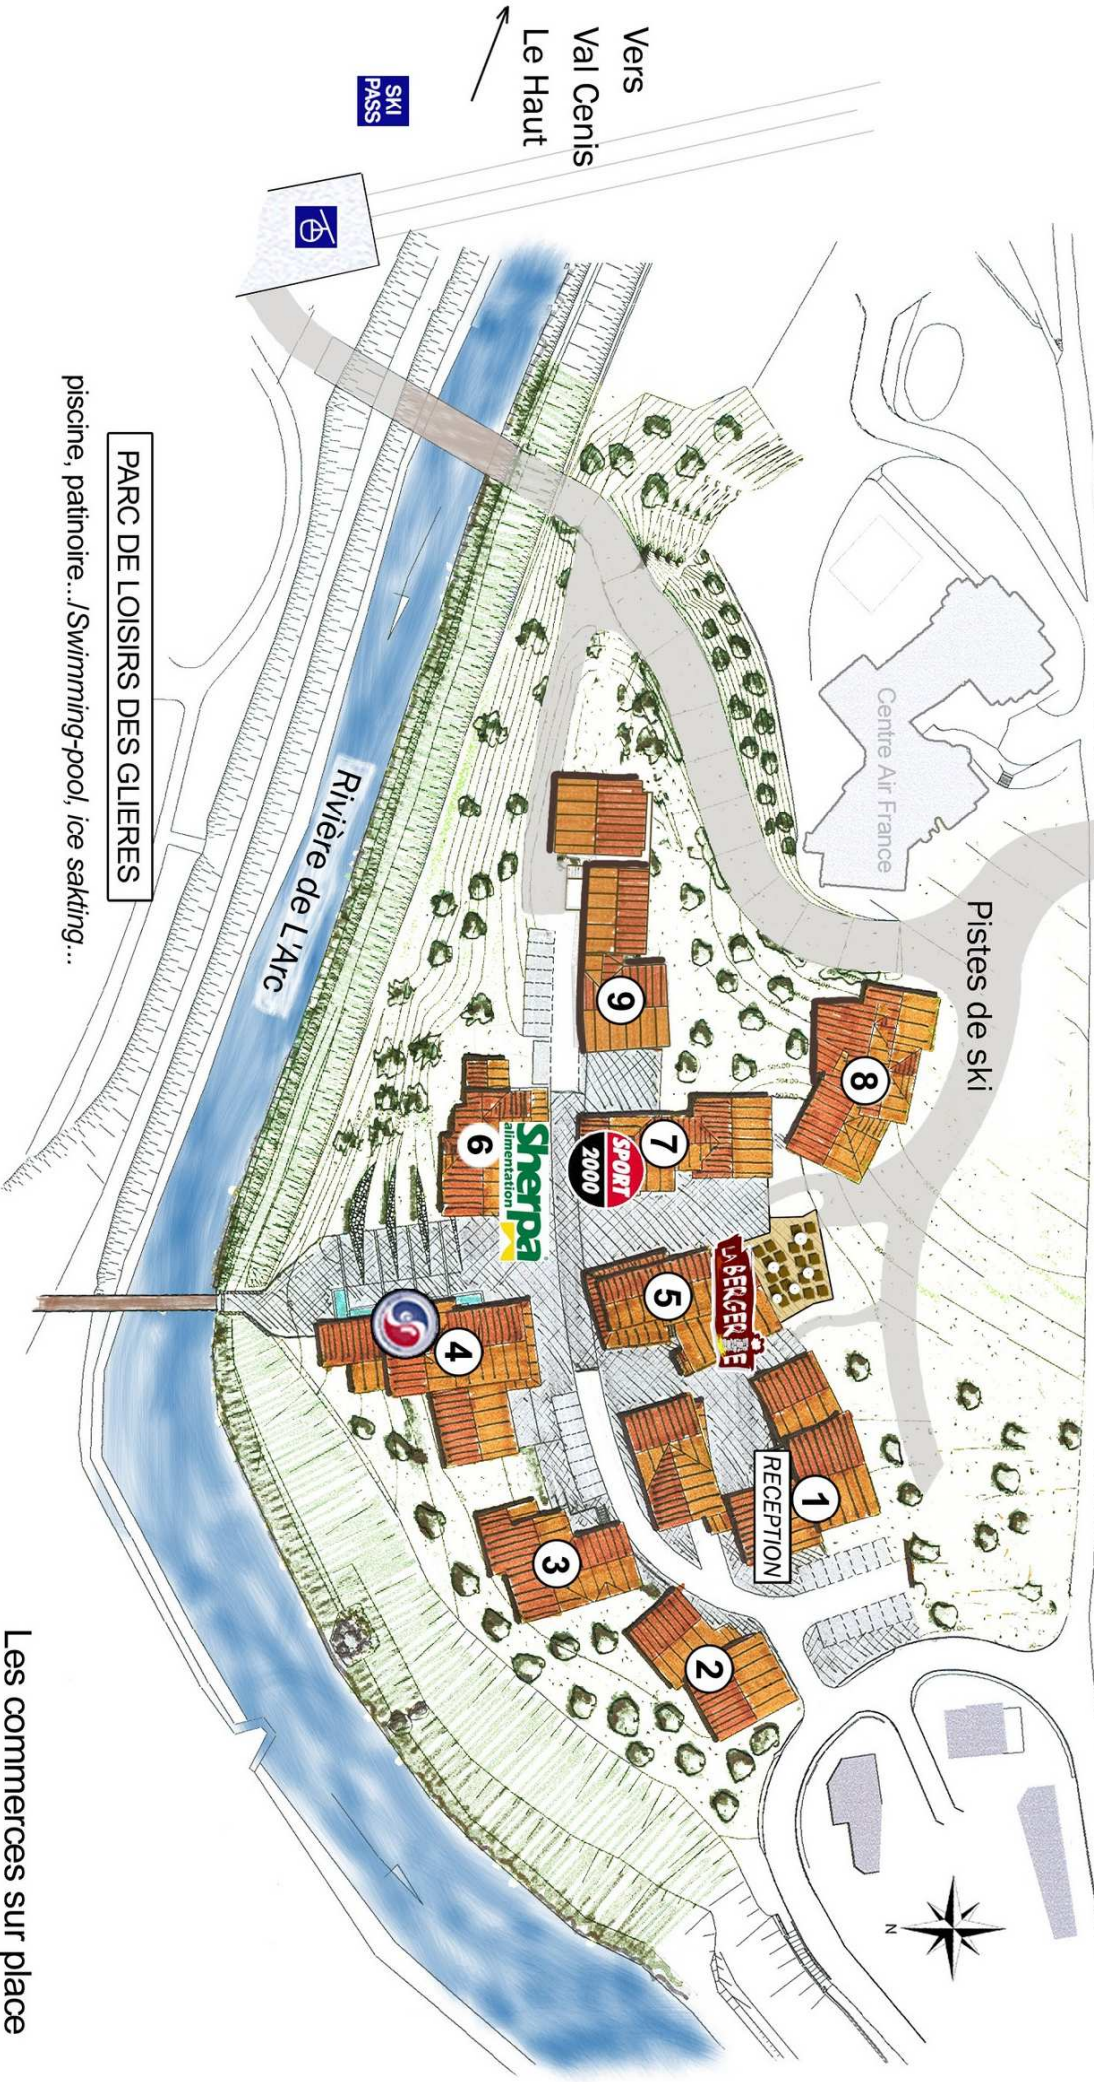 Vers
Val Cenis
Le Haut
SKI
PASS
Centre Air France
Pistes de ski
8
9
7
SPORT
2000
6
Sherpa
alimentation
LA BERGERIE
5
4
1
RECEPTION
3
2
N
Rivière de L'Arc
PARC DE LOISIRS DES GLIERES
piscine, patinoire.../Swimming-pool, ice sakting...
Les commerces sur place